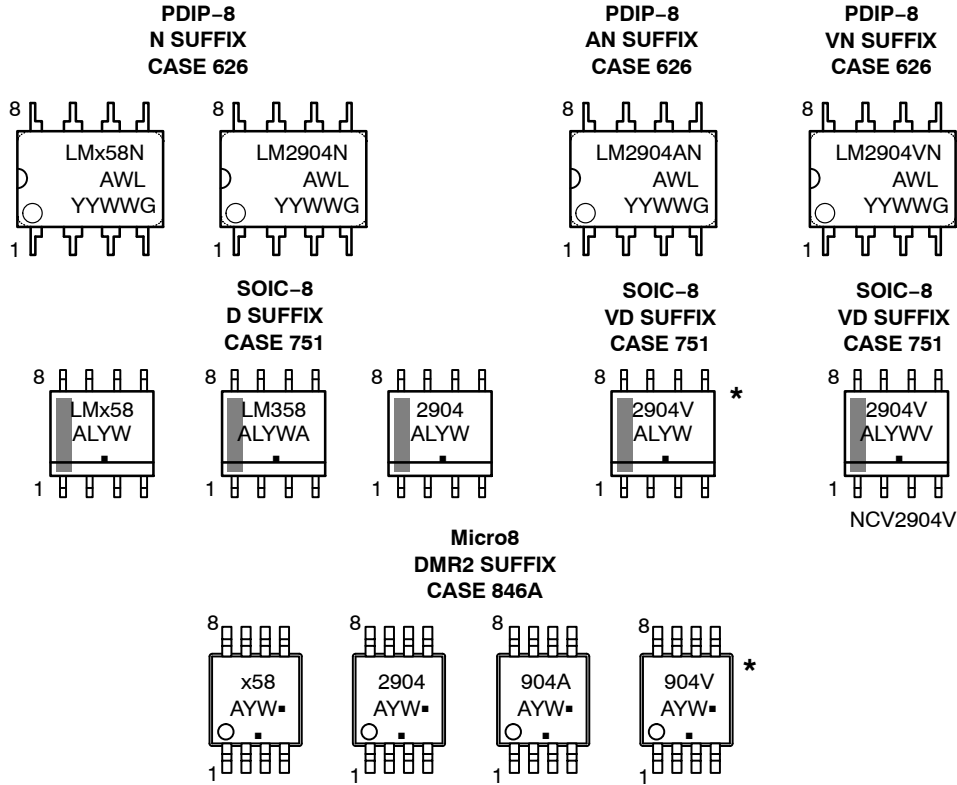 PDIP−8
N SUFFIX
CASE 626
PDIP−8
AN SUFFIX
CASE 626
PDIP−8
VN SUFFIX
CASE 626
8
LMx58N
AWL
YYWWG
1
8
LM2904N
AWL
YYWWG
1
8
LM2904AN
AWL
YYWWG
1
8
LM2904VN
AWL
YYWWG
1
SOIC−8
D SUFFIX
CASE 751
SOIC−8
VD SUFFIX
CASE 751
SOIC−8
VD SUFFIX
CASE 751
8
LMx58
ALYW
1
8
LM358
ALYWA
1
8
2904
ALYW
1
8
2904V
ALYW
1
*
8
2904V
ALYWV
1
NCV2904V
Micro8
DMR2 SUFFIX
CASE 846A
8
x58
AYW▪
▪
1
8
2904
AYW▪
▪
1
8
904A
AYW▪
▪
1
8
904V
AYW▪
▪
1
*